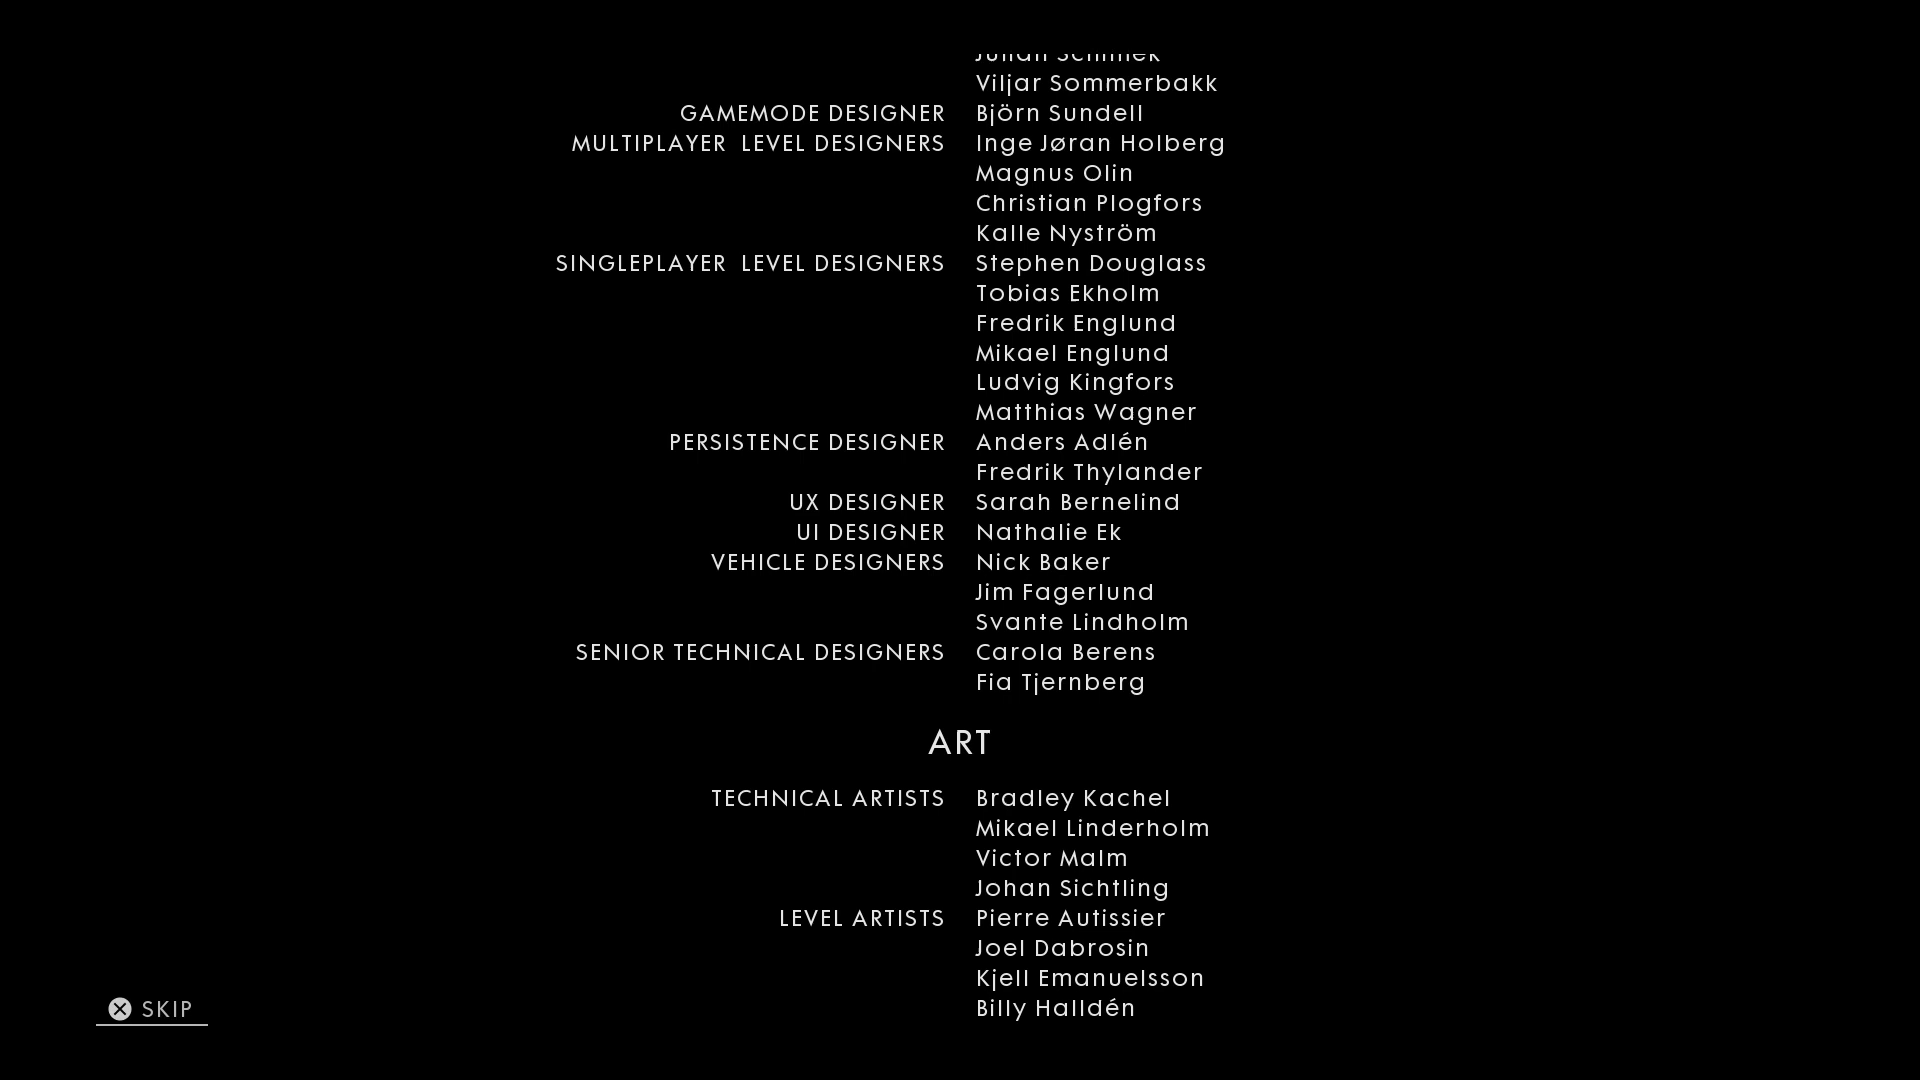 Viljar Sommerbakk
GAMEMODE DESIGNER Björn Sundell
MULTIPLAYER LEVEL DESIGNERS Inge Jøran Holberg
Magnus Olin
Christian Plogfors
Kalle Nyström
SINGLEPLAYER LEVEL DESIGNERS Stephen Douglass
Tobias Ekholm
Fredrik Englund
Mikael Englund
Ludvig Kingfors
Matthias Wagner
PERSISTENCE DESIGNER Anders Adlén
Fredrik Thylander
UX DESIGNER Sarah Bernelind
UI DESIGNER Nathalie Ek
VEHICLE DESIGNERS Nick Baker
Jim Fagerlund
Svante Lindholm
SENIOR TECHNICAL DESIGNERS Carola Berens
Fia Tjernberg
ART
TECHNICAL ARTISTS Bradley Kachel
Mikael Linderholm
Victor Malm
Johan Sichtling
LEVEL ARTISTS Pierre Autissier
Joel Dabrosin
Kjell Emanuelsson
Billy Halldén
SKIP